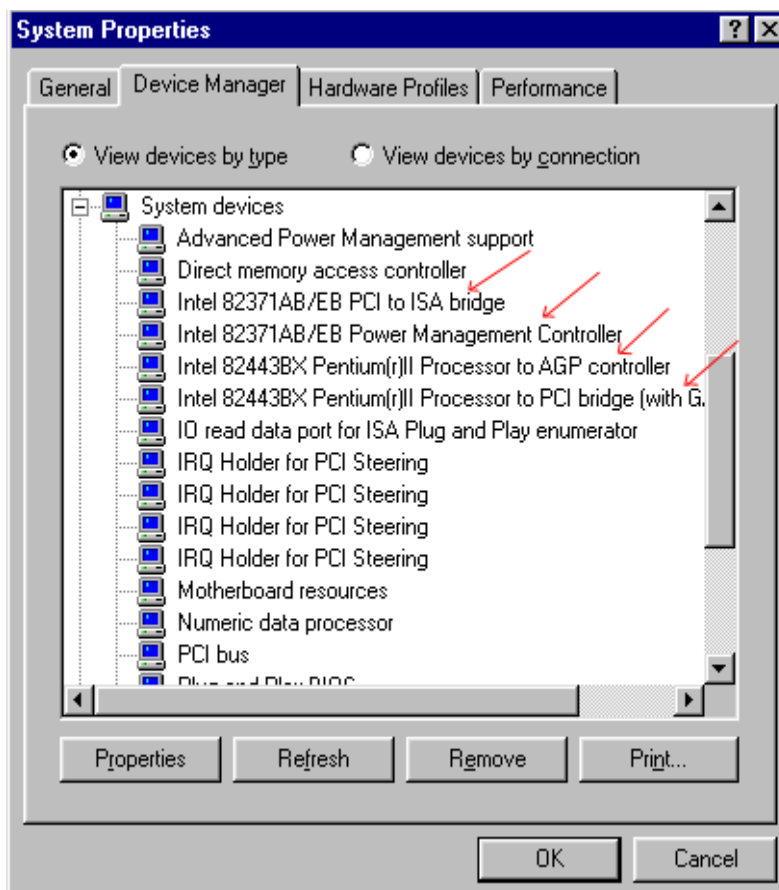 System Properties
General Device Manager Hardware Profiles Performance
View devices by type View devices by connection
System devices
Advanced Power Management support
Direct memory access controller
Intel 82371AB/EB PCI to ISA bridge
Intel 82371AB/EB Power Management Controller
Intel 82443BX Pentium(r)II Processor to AGP controller
Intel 82443BX Pentium(r)II Processor to PCI bridge (with G
IO read data port for ISA Plug and Play enumerator
IRQ Holder for PCI Steering
IRQ Holder for PCI Steering
IRQ Holder for PCI Steering
IRQ Holder for PCI Steering
Motherboard resources
Numeric data processor
PCI bus
Plug and Play BIOS
Properties Refresh Remove Print...
OK Cancel